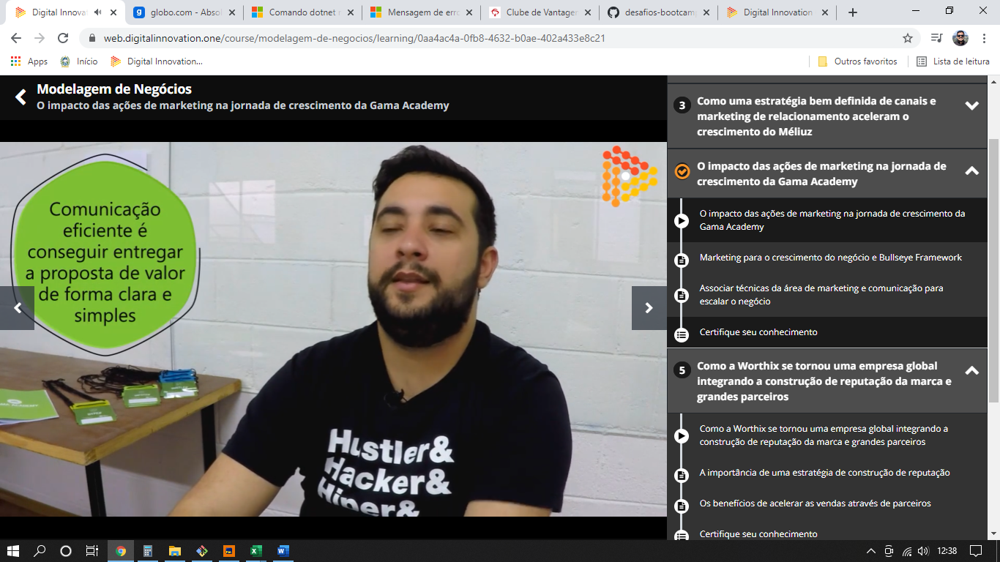 Digital Innova
globo.com - Abso
Comando dotnet r
Mensagem de erro
Clube de Vantager
desafios-bootcam
Digital Innovation
web.digitalinnovation.one/course/modelagem-de-negocios/learning/0aa4ac4a-0fb8-4632-b0ae-402a433e8c21
Apps
Início
Digital Innovation...
Outros favoritos
Lista de leitura
Modelagem de Negócios
O impacto das ações de marketing na jornada de crescimento da Gama Academy
Comunicação
eficiente é
conseguir entregar
a proposta de valor
de forma clara e
simples
Hustler&
Hacker&
Hiper&
3
Como uma estratégia bem definida de canais e
marketing de relacionamento aceleram o
crescimento do Méliuz
O impacto das ações de marketing na jornada de
crescimento da Gama Academy
O impacto das ações de marketing na jornada de crescimento da
Gama Academy
Marketing para o crescimento do negócio e Bullseye Framework
Associar técnicas da área de marketing e comunicação para
escalar o negócio
Certifique seu conhecimento
5
Como a Worthix se tornou uma empresa global
integrando a construção de reputação da marca e
grandes parceiros
Como a Worthix se tornou uma empresa global integrando a
construção de reputação da marca e grandes parceiros
A importância de uma estratégia de construção de reputação
Os benefícios de acelerar as vendas através de parceiros
Certifique seu conhecimento
12:38